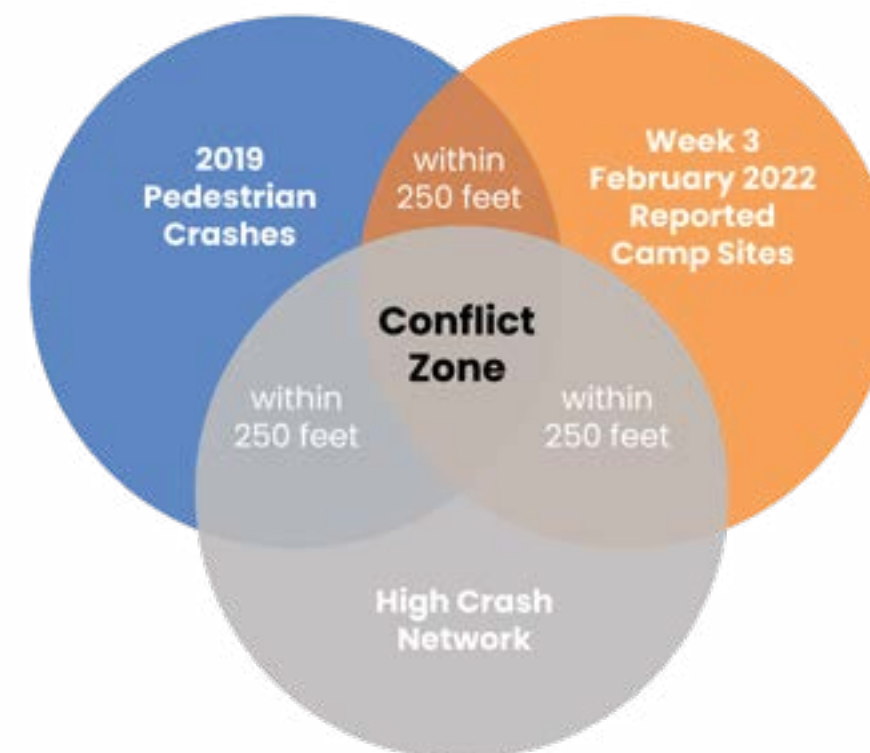 2019
Pedestrian
Crashes
within
250 feet
Week 3
February 2022
Reported
Camp Sites
Conflict
Zone
within
250 feet
within
250 feet
High Crash
Network